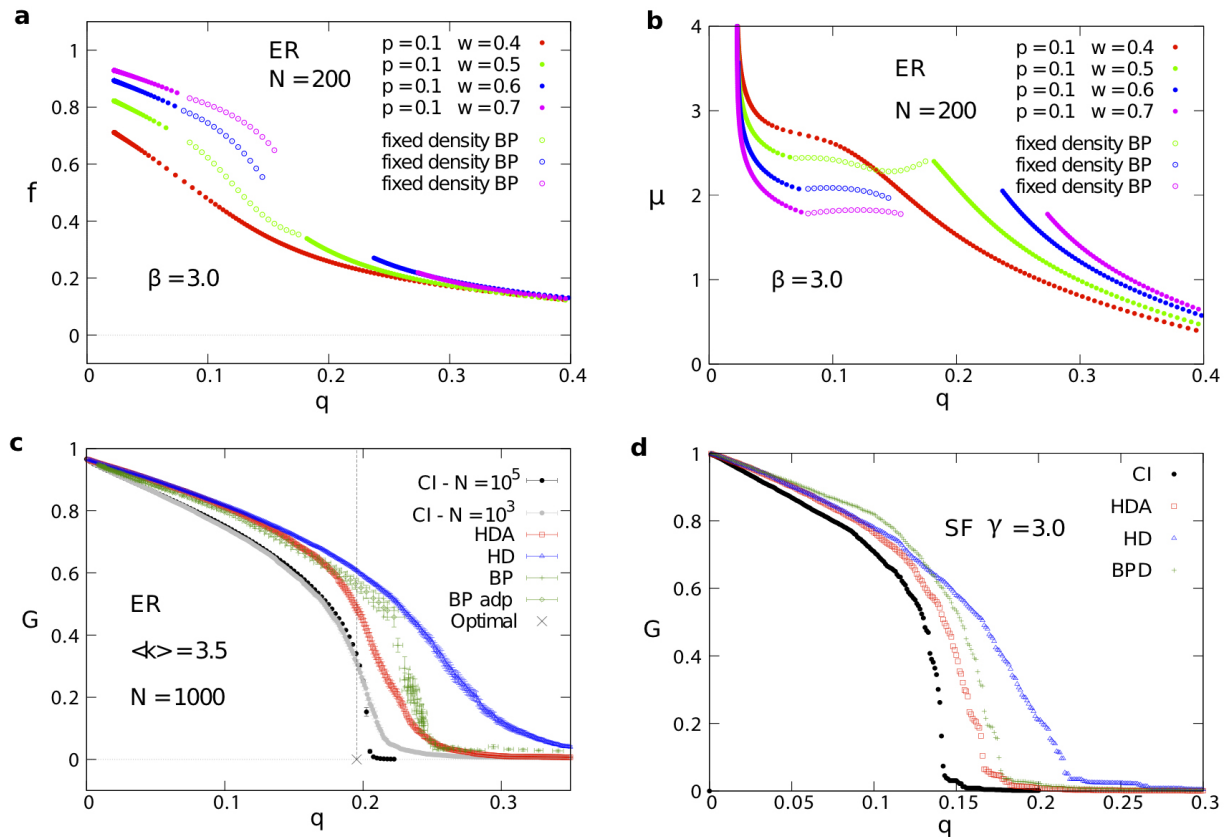 a
ER
N = 200
p = 0.1 w = 0.4
p = 0.1 w = 0.5
p = 0.1 w = 0.6
p = 0.1 w = 0.7
fixed density BP
fixed density BP
fixed density BP
β = 3.0
f
1
0.8
0.6
0.4
0.2
0
0 0.1 0.2 0.3 0.4
q
b
ER
N = 200
p = 0.1 w = 0.4
p = 0.1 w = 0.5
p = 0.1 w = 0.6
p = 0.1 w = 0.7
fixed density BP
fixed density BP
fixed density BP
β = 3.0
μ
4
3
2
1
0
0 0.1 0.2 0.3 0.4
q
c
CI - N = 10⁵
CI - N = 10³
HDA
HD
BP
BP adp
Optimal
ER
<k> = 3.5
N = 1000
G
1
0.8
0.6
0.4
0.2
0
0 0.1 0.2 0.3
q
d
CI
HDA
HD
BPD
SF γ = 3.0
G
1
0.8
0.6
0.4
0.2
0
0 0.05 0.1 0.15 0.2 0.25 0.3
q